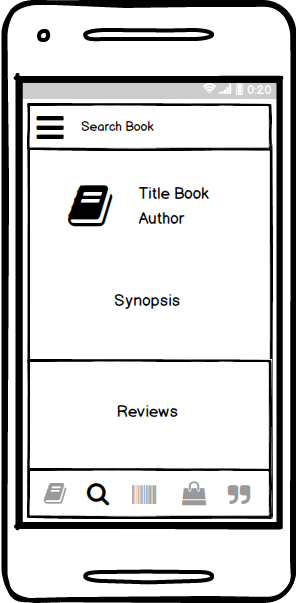 0:20
Search Book
Title Book
Author
Synopsis
Reviews